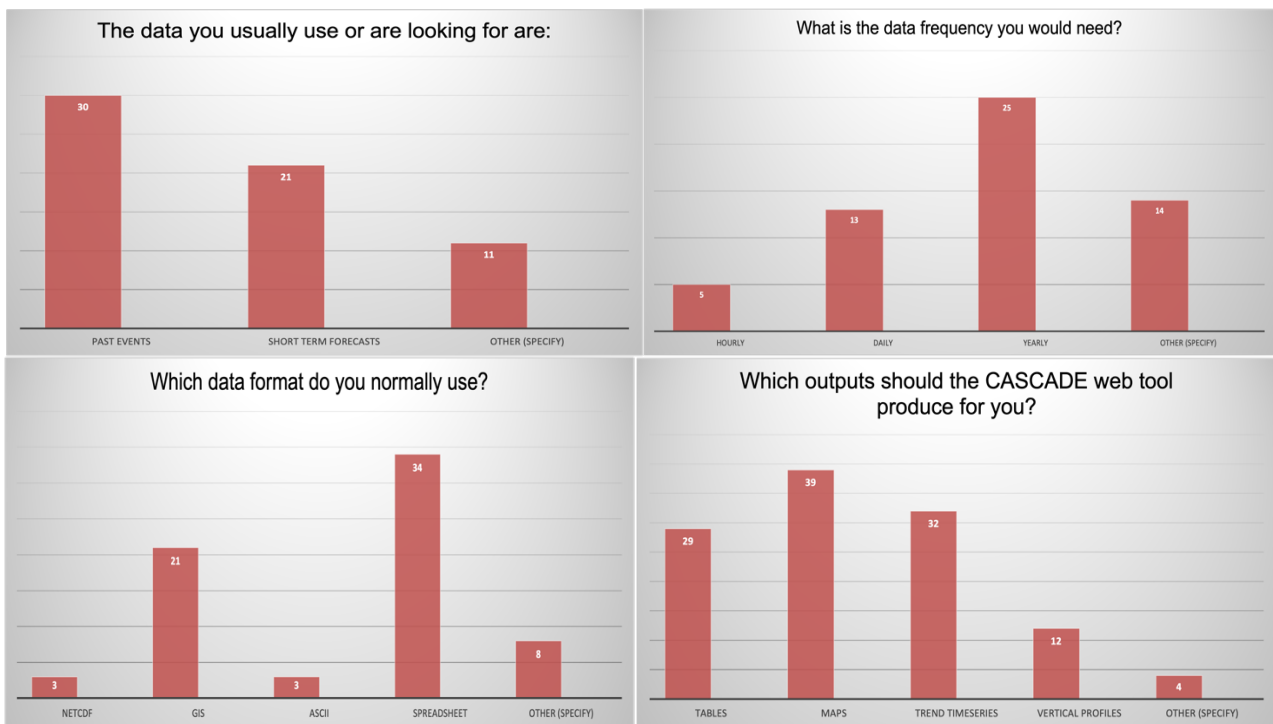 The data you usually use or are looking for are:
30
21
11
PAST EVENTS
SHORT TERM FORECASTS
OTHER (SPECIFY)
What is the data frequency you would need?
5
13
25
14
HOURLY
DAILY
YEARLY
OTHER (SPECIFY)
Which data format do you normally use?
3
21
3
34
8
NETCDF
GIS
ASCII
SPREADSHEET
OTHER (SPECIFY)
Which outputs should the CASCADE web tool
produce for you?
29
39
32
12
4
TABLES
MAPS
TREND TIMESERIES
VERTICAL PROFILES
OTHER (SPECIFY)